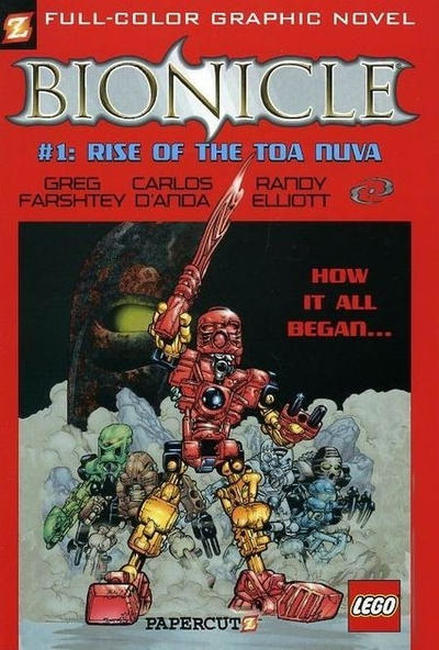 Z FULL-COLOR GRAPHIC NOVEL
BIONICLE
#1: RISE OF THE TOA NUVA
GREG FARSHTEY
CARLOS D'ANDA
RANDY ELLIOTT
HOW
IT ALL
BEGAN...
PAPERCUTZ
LEGO